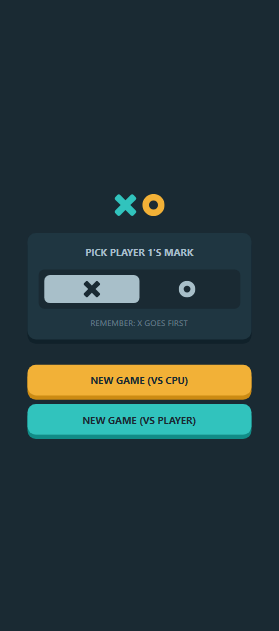 PICK PLAYER 1'S MARK
REMEMBER: X GOES FIRST
NEW GAME (VS CPU)
NEW GAME (VS PLAYER)